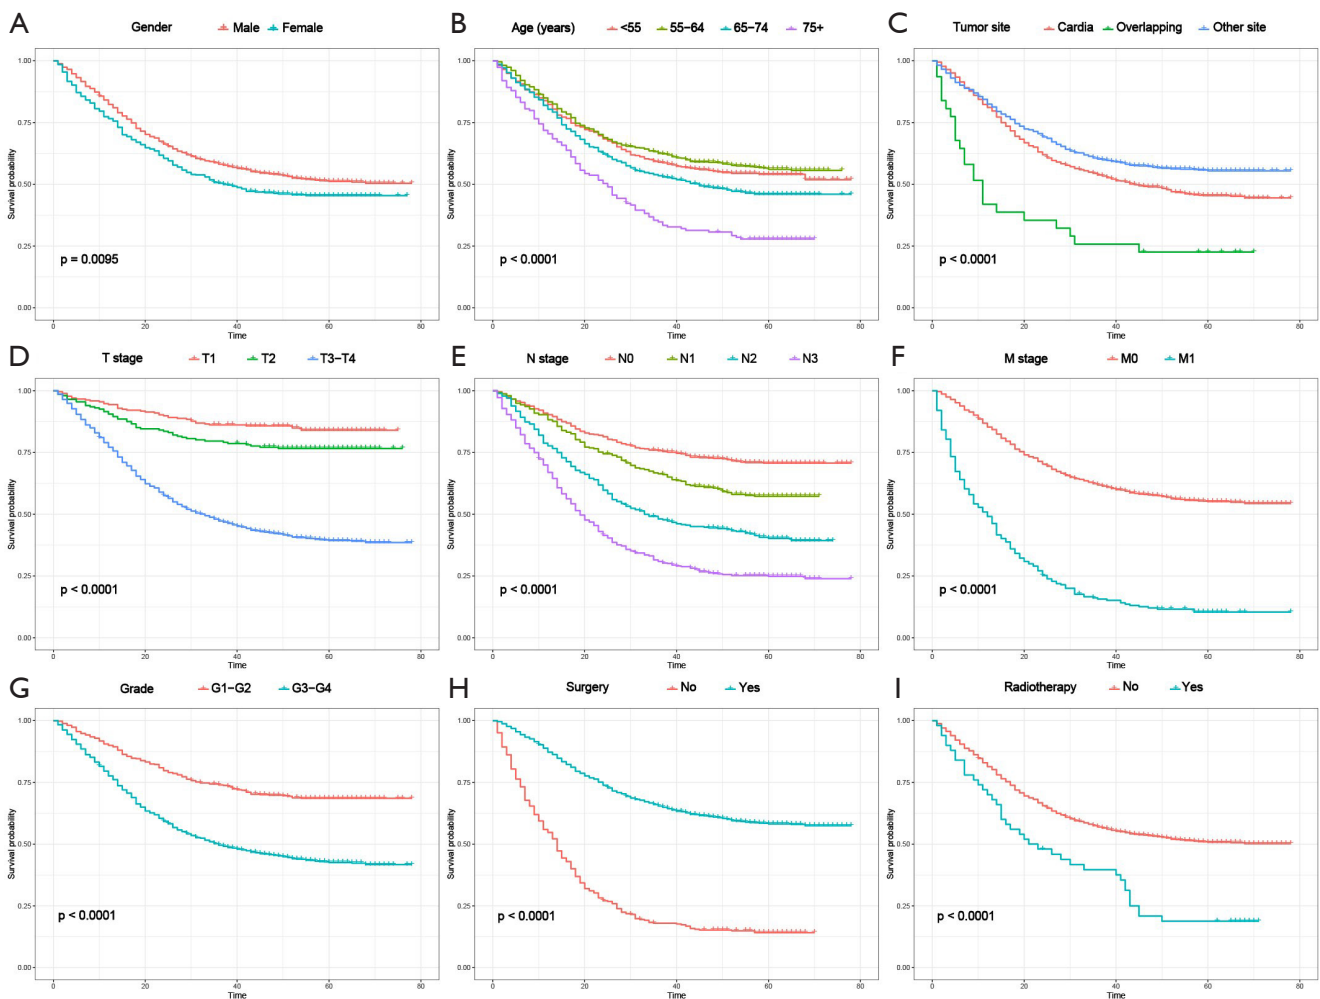 A
Gender Male Female
1.00
0.75
0.50
0.25
0.00
Survival probability
p = 0.0095
0 20 40 60 80
Time
B
Age (years) <55 55–64 65–74 75+
1.00
0.75
0.50
0.25
0.00
Survival probability
p < 0.0001
0 20 40 60 80
Time
C
Tumor site Cardia Overlapping Other site
1.00
0.75
0.50
0.25
0.00
Survival probability
p < 0.0001
0 20 40 60 80
Time
D
T stage T1 T2 T3–T4
1.00
0.75
0.50
0.25
0.00
Survival probability
p < 0.0001
0 20 40 60 80
Time
E
N stage N0 N1 N2 N3
1.00
0.75
0.50
0.25
0.00
Survival probability
p < 0.0001
0 20 40 60 80
Time
F
M stage M0 M1
1.00
0.75
0.50
0.25
0.00
Survival probability
p < 0.0001
0 20 40 60 80
Time
G
Grade G1–G2 G3–G4
1.00
0.75
0.50
0.25
0.00
Survival probability
p < 0.0001
0 20 40 60 80
Time
H
Surgery No Yes
1.00
0.75
0.50
0.25
0.00
Survival probability
p < 0.0001
0 20 40 60 80
Time
I
Radiotherapy No Yes
1.00
0.75
0.50
0.25
0.00
Survival probability
p < 0.0001
0 20 40 60 80
Time